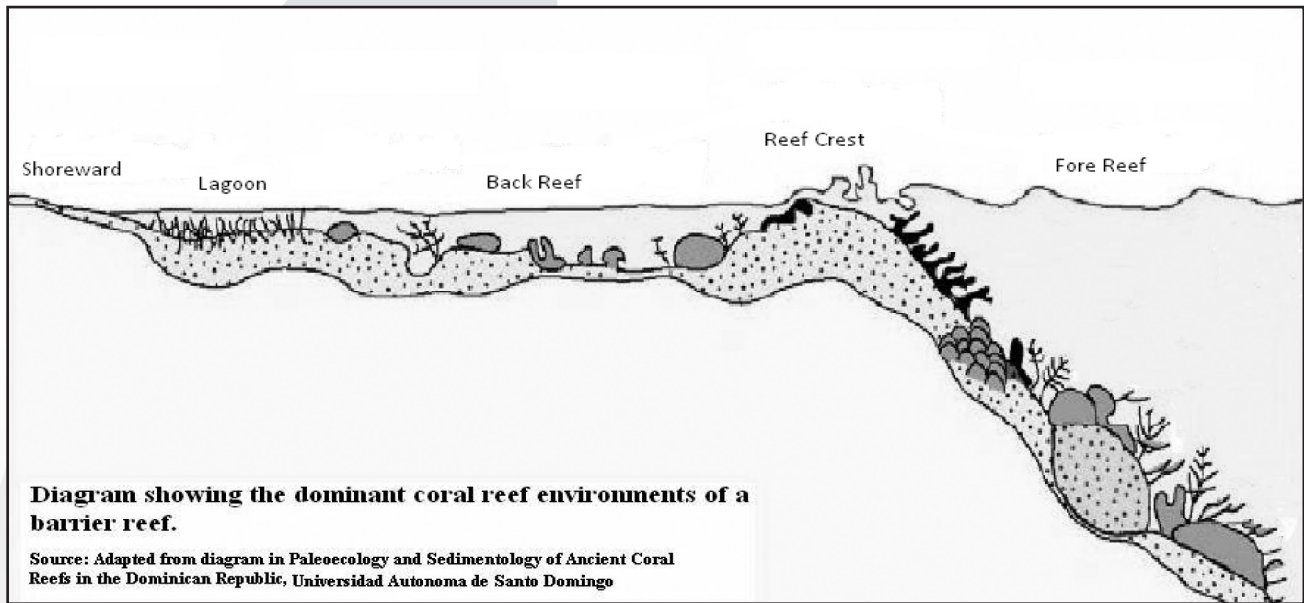 Reef Crest
Shoreward
Lagoon
Back Reef
Fore Reef
Diagram showing the dominant coral reef environments of a
barrier reef.
Source: Adapted from diagram in Paleoecology and Sedimentology of Ancient Coral
Reefs in the Dominican Republic, Universidad Autonoma de Santo Domingo